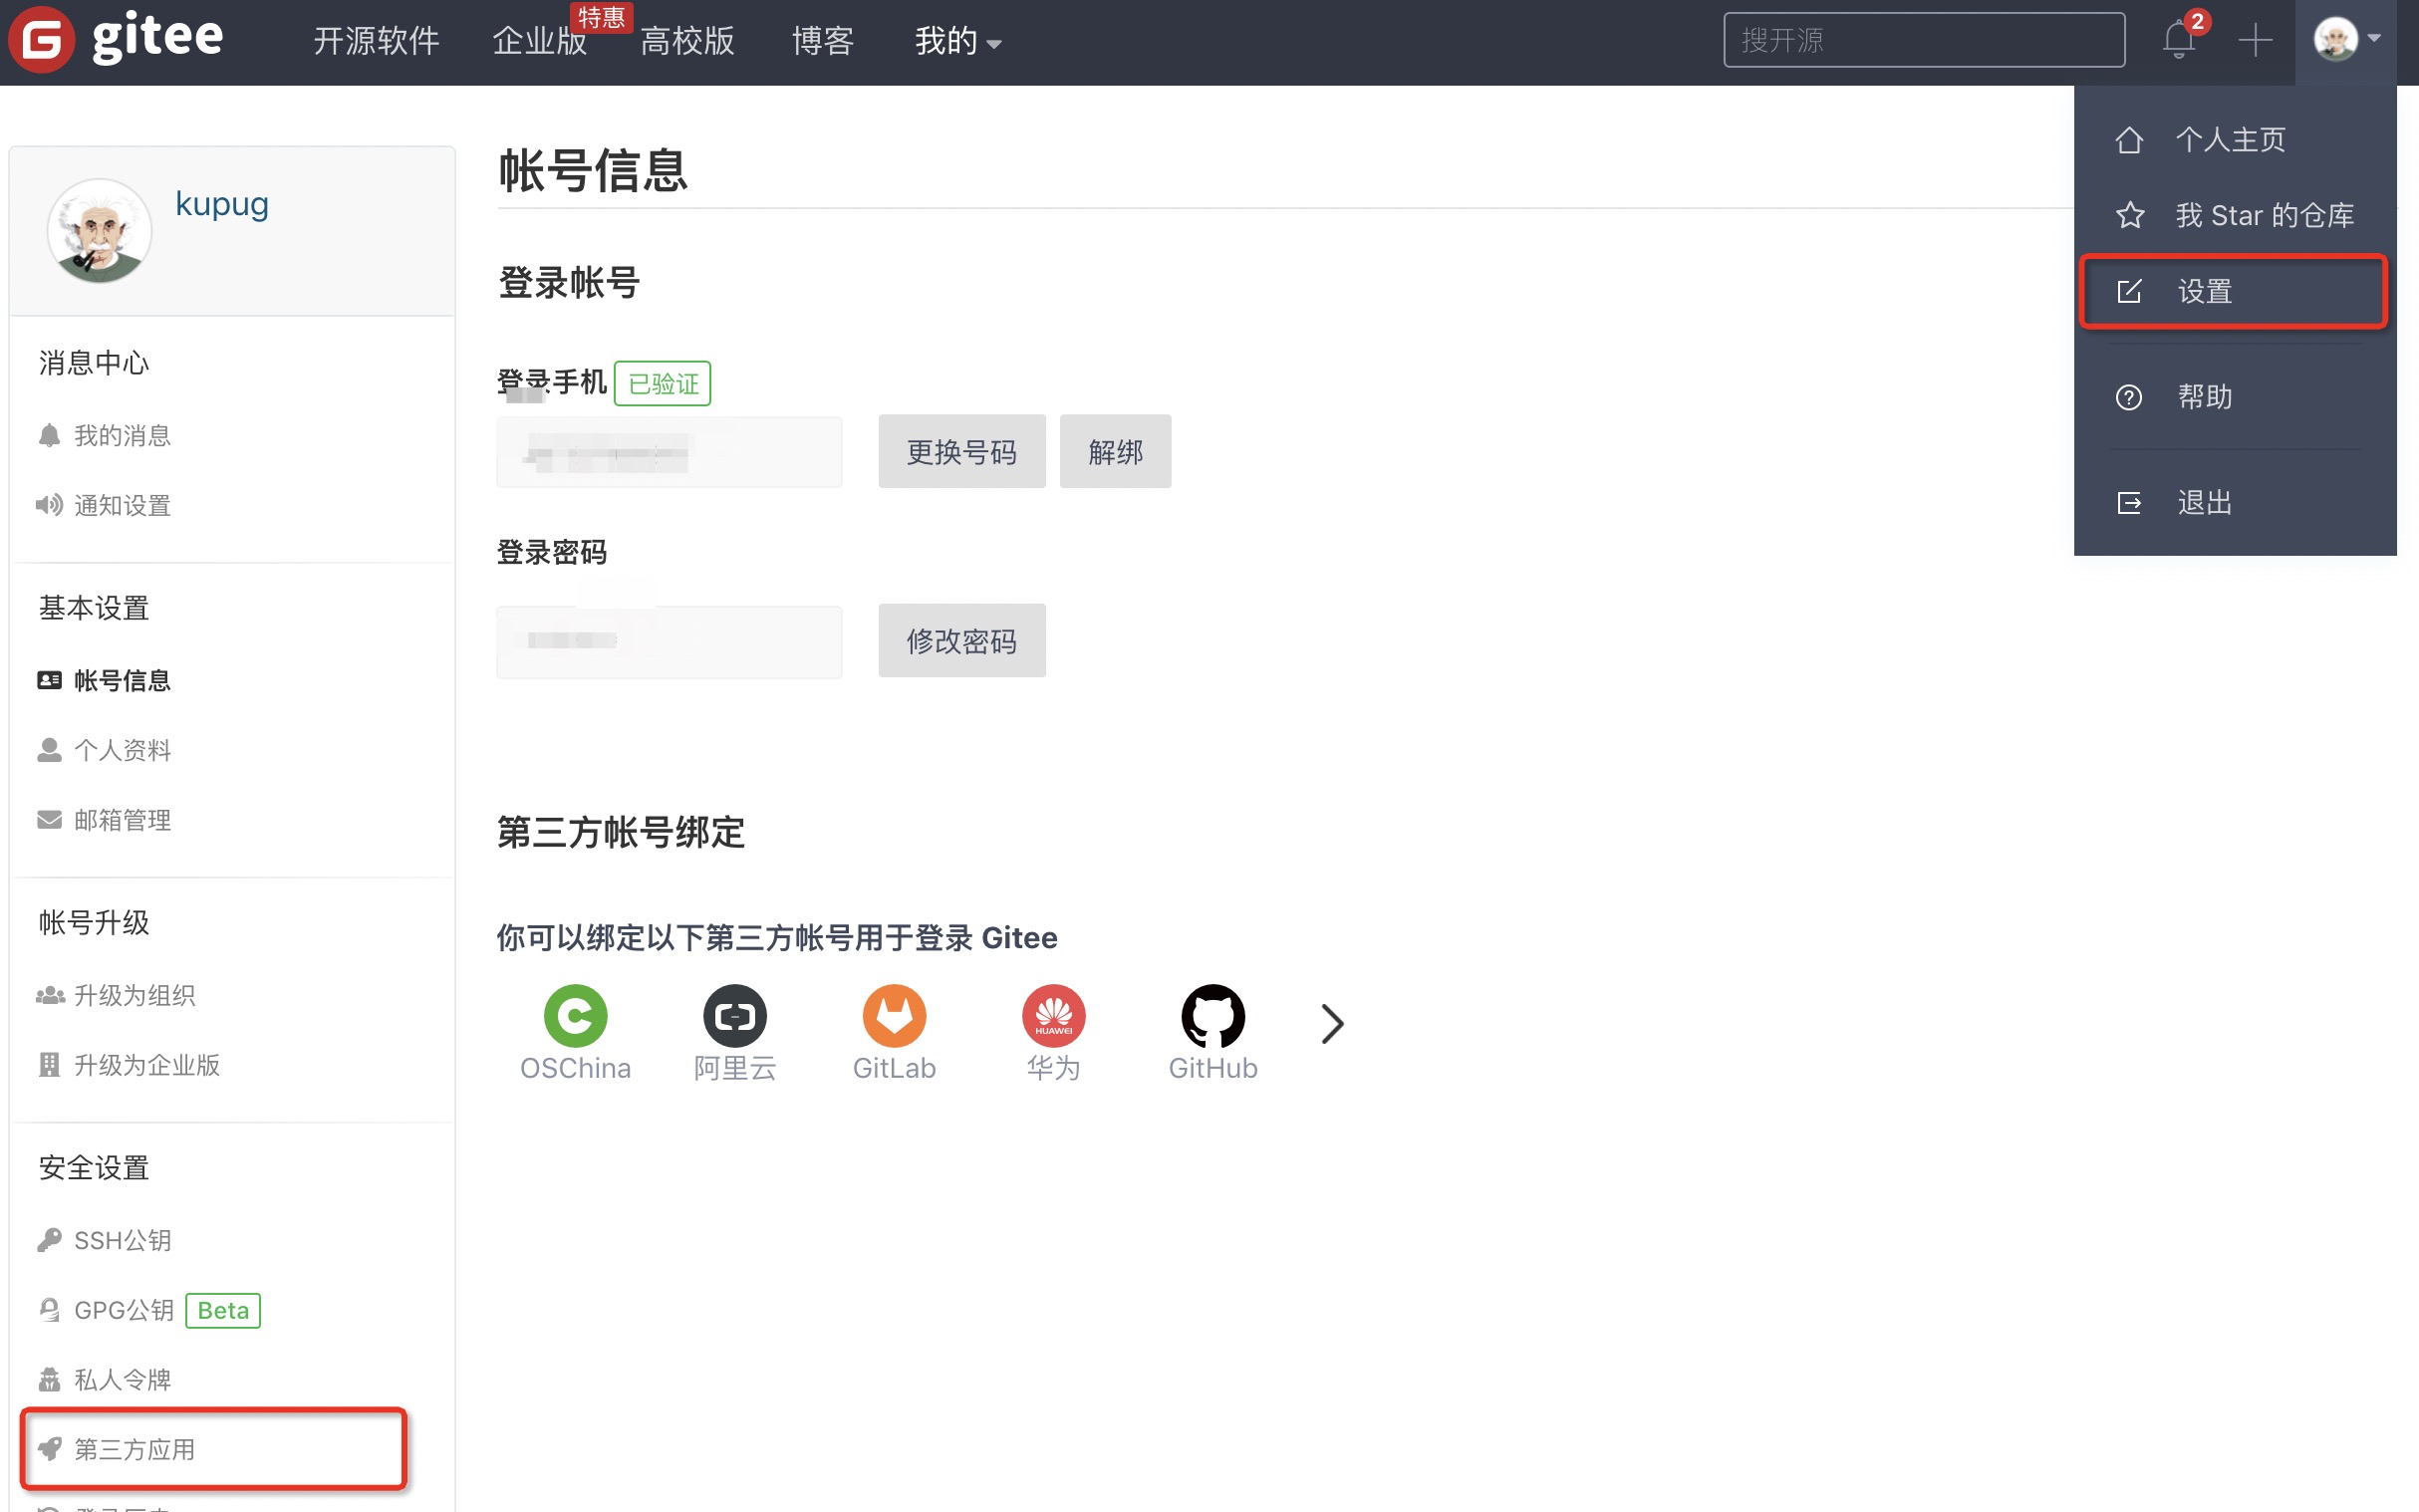 gitee
开源软件
企业版
特惠
高校版
博客
我的
搜开源
2
个人主页
我 Star 的仓库
设置
帮助
退出
kupug
消息中心
我的消息
通知设置
基本设置
帐号信息
个人资料
邮箱管理
帐号升级
升级为组织
升级为企业版
安全设置
SSH公钥
GPG公钥 Beta
私人令牌
第三方应用
帐号信息
登录帐号
登录手机 已验证
更换号码 解绑
登录密码
修改密码
第三方帐号绑定
你可以绑定以下第三方帐号用于登录 Gitee
HUAWEI
OSChina 阿里云 GitLab 华为 GitHub